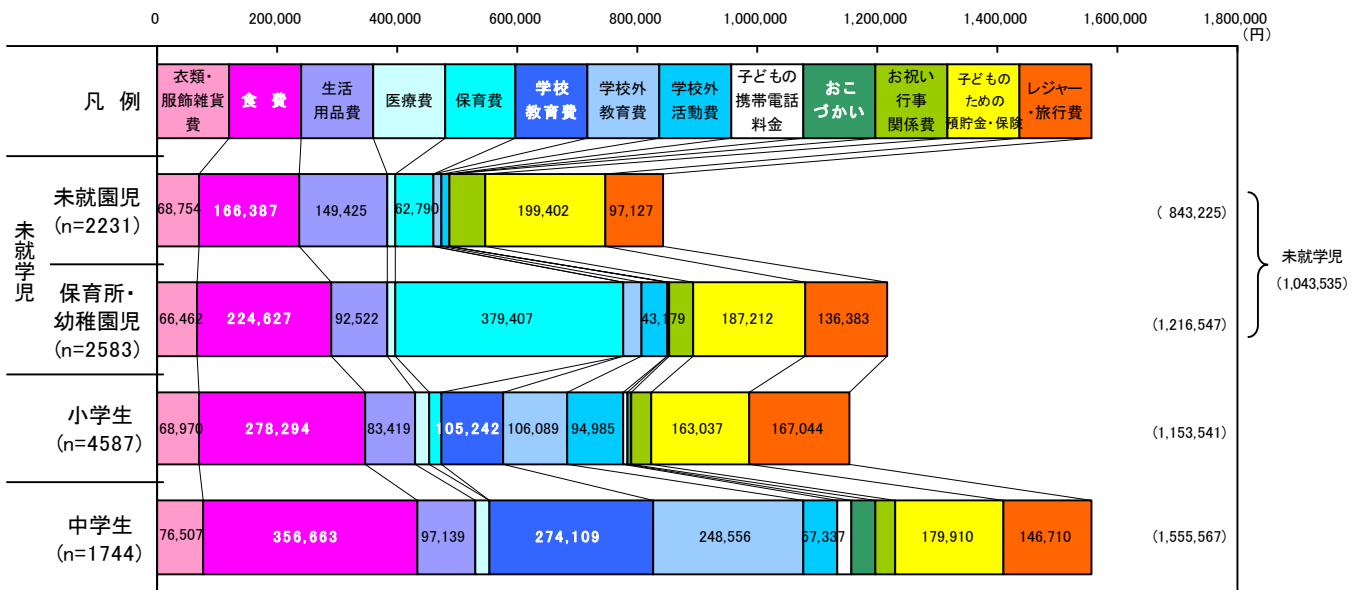 0 200,000 400,000 600,000 800,000 1,000,000 1,200,000 1,400,000 1,600,000 1,800,000
(円)
凡 例
衣類・
服飾雑貨
費
食 費
生活
用品費
医療費
保育費
学校
教育費
学校外
教育費
学校外
活動費
子どもの
携帯電話
料金
おこ
づかい
お祝い
行事
関係費
子どもの
ための
預貯金・保険
レジャー
・旅行費
未就学児
未就園児
(n=2231)
68,754 166,387 149,425 62,790 199,402 97,127 ( 843,225)
保育所・
幼稚園児
(n=2583)
66,462 224,627 92,522 379,407 43,179 187,212 136,383 (1,216,547)
未就学児
(1,043,535)
小学生
(n=4587)
68,970 278,294 83,419 105,242 106,089 94,985 163,037 167,044 (1,153,541)
中学生
(n=1744)
76,507 356,663 97,139 274,109 248,556 57,337 179,910 146,710 (1,555,567)